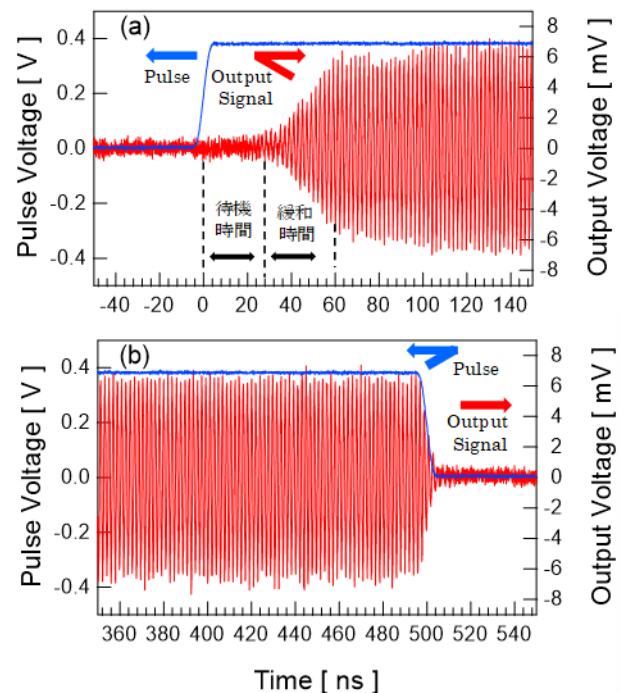 (a)
Pulse
Output
Signal
待機
時間
緩和
時間
Pulse Voltage [ V ]
0.4
0.2
0.0
-0.2
-0.4
Output Voltage [ mV ]
8
6
4
2
0
-2
-4
-6
-8
-40 -20 0 20 40 60 80 100 120 140
(b)
Pulse
Output
Signal
Pulse Voltage [ V ]
0.4
0.2
0.0
-0.2
-0.4
Output Voltage [ mV ]
8
6
4
2
0
-2
-4
-6
-8
360 380 400 420 440 460 480 500 520 540
Time [ ns ]